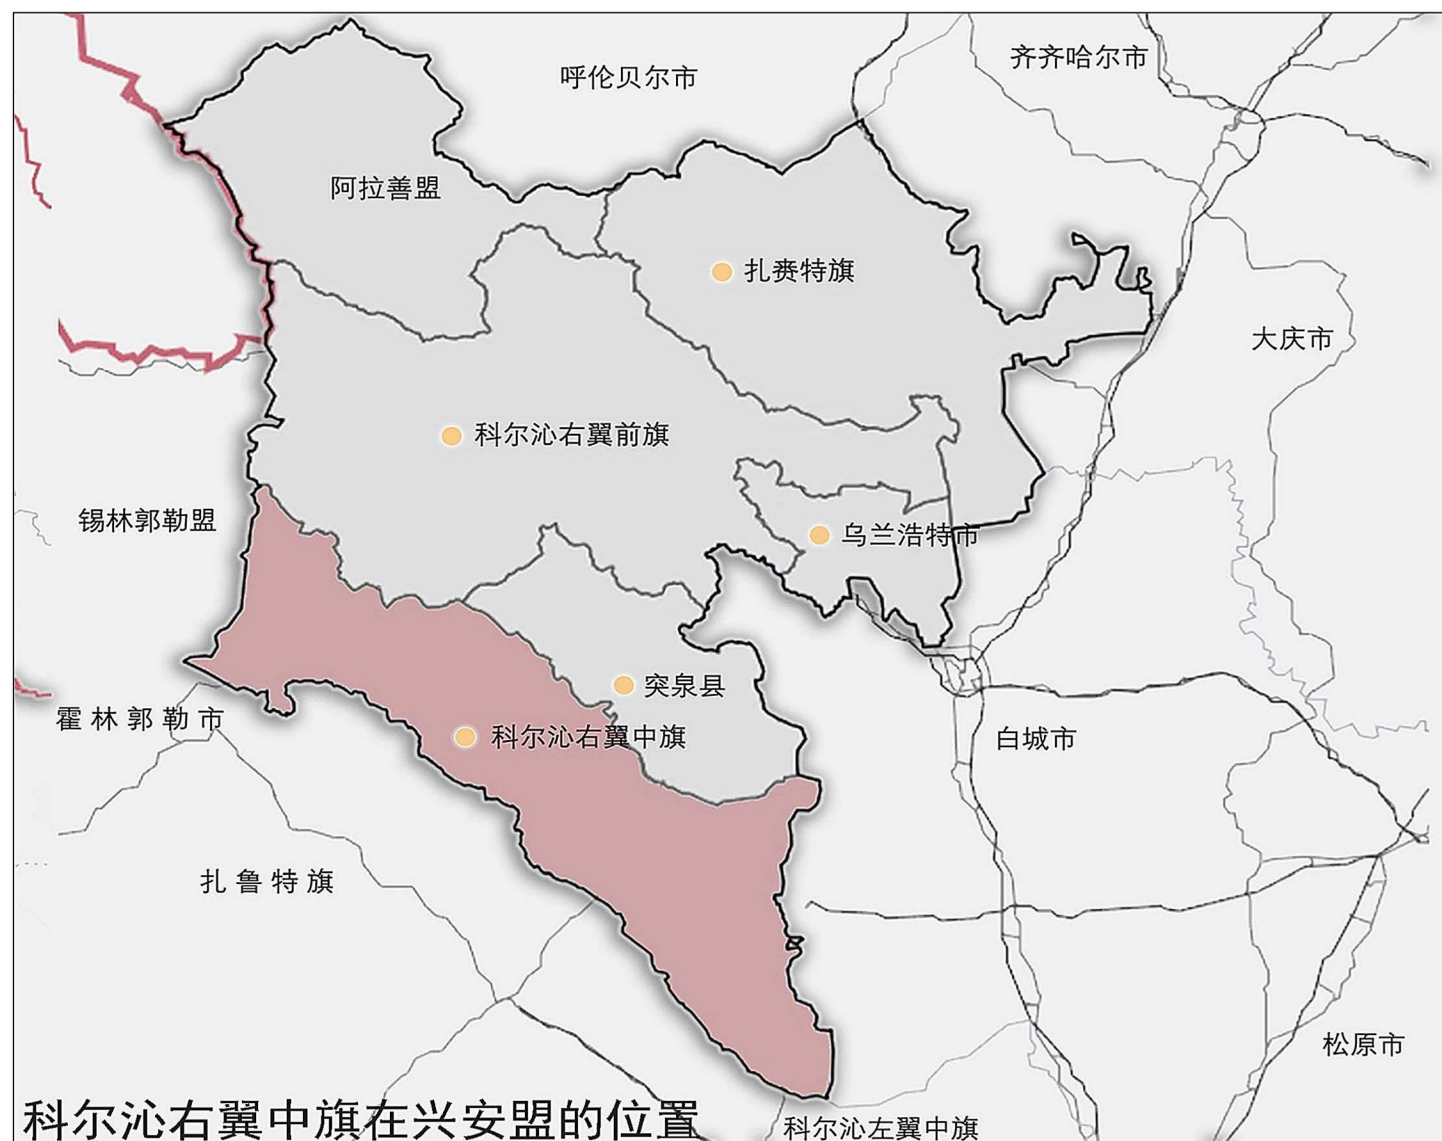 齐齐哈尔市
呼伦贝尔市
阿拉善盟
扎赉特旗
大庆市
科尔沁右翼前旗
锡林郭勒盟
乌兰浩特市
突泉县
霍林郭勒市
科尔沁右翼中旗
白城市
扎鲁特旗
松原市
科尔沁右翼中旗在兴安盟的位置
科尔沁左翼中旗